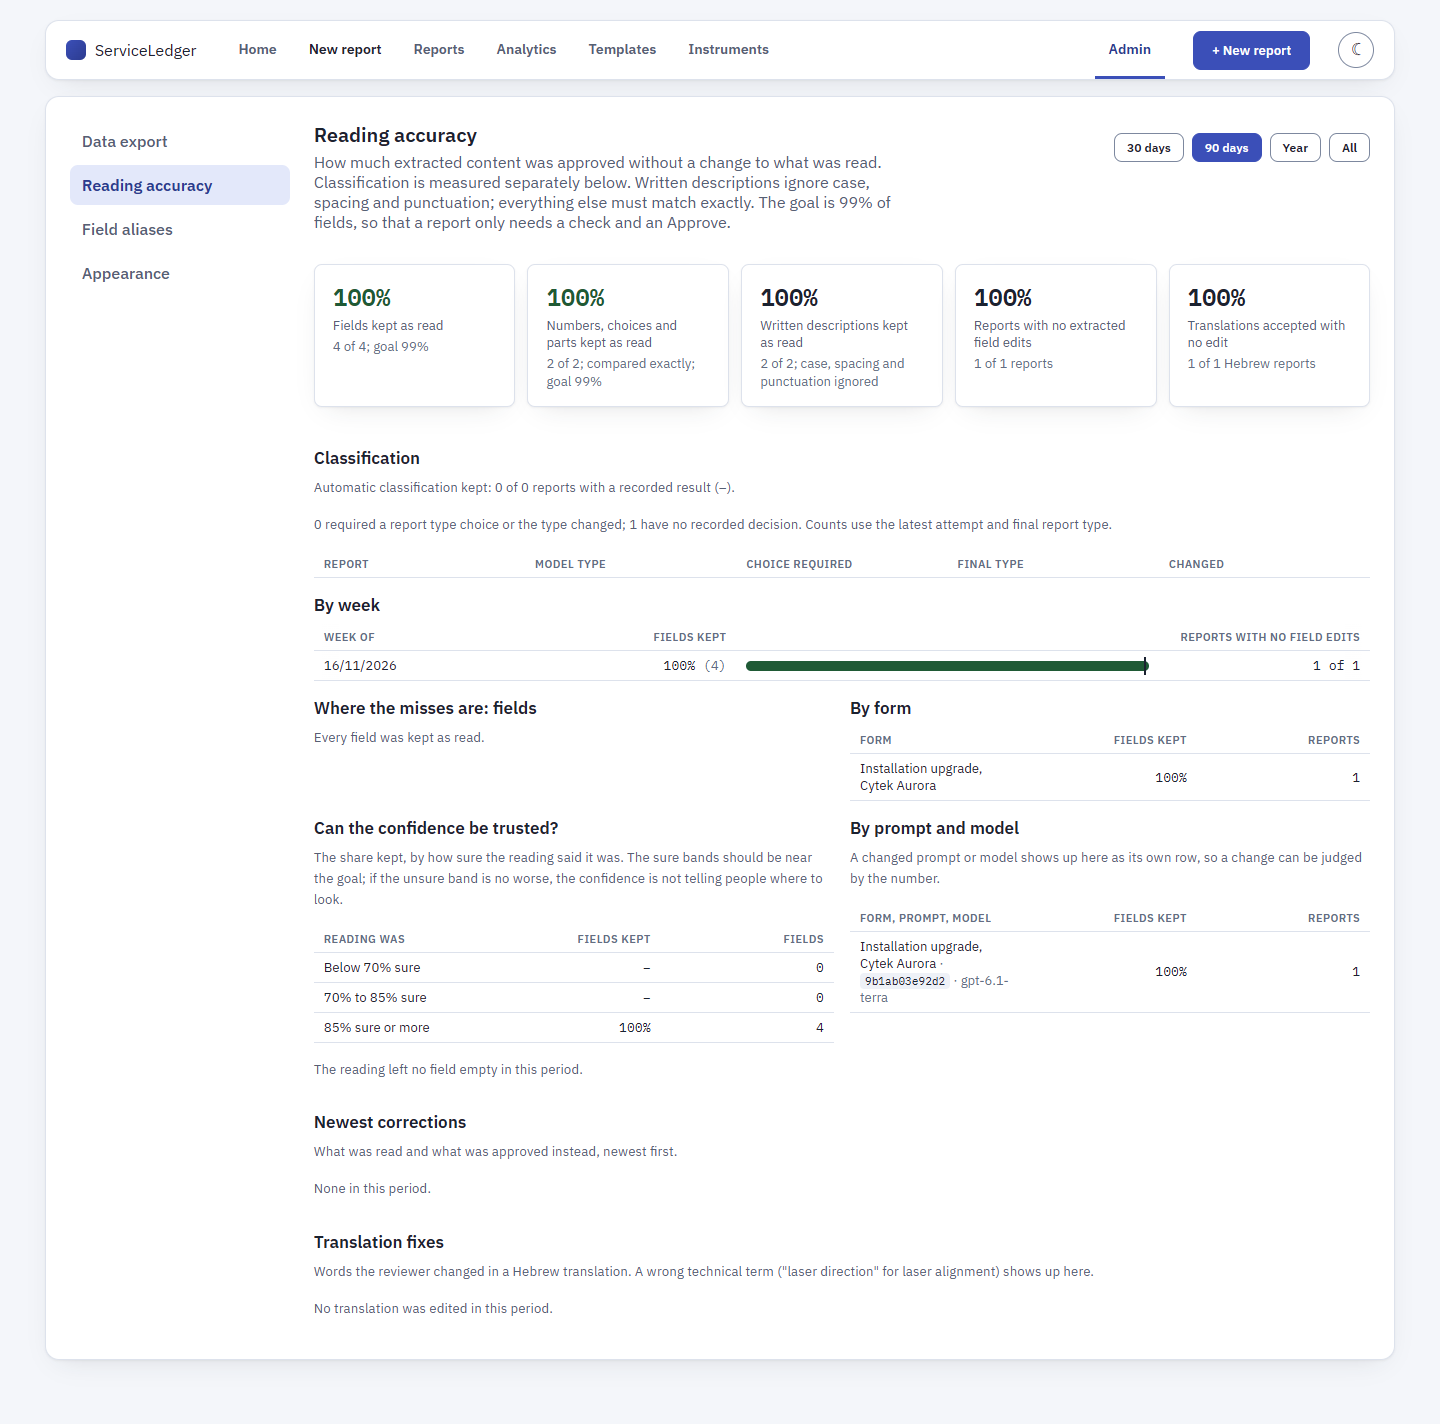 ServiceLedger
Home
New report
Reports
Analytics
Templates
Instruments
Admin
+ New report
Data export
Reading accuracy
Field aliases
Appearance
Reading accuracy
How much extracted content was approved without a change to what was read.
Classification is measured separately below. Written descriptions ignore case,
spacing and punctuation; everything else must match exactly. The goal is 99% of
fields, so that a report only needs a check and an Approve.
30 days
90 days
Year
All
100%
Fields kept as read
4 of 4; goal 99%
100%
Numbers, choices and
parts kept as read
2 of 2; compared exactly;
goal 99%
100%
Written descriptions kept
as read
2 of 2; case, spacing and
punctuation ignored
100%
Reports with no extracted
field edits
1 of 1 reports
100%
Translations accepted with
no edit
1 of 1 Hebrew reports
Classification
Automatic classification kept: 0 of 0 reports with a recorded result (–).
0 required a report type choice or the type changed; 1 have no recorded decision. Counts use the latest attempt and final report type.
REPORT MODEL TYPE CHOICE REQUIRED FINAL TYPE CHANGED
By week
WEEK OF FIELDS KEPT REPORTS WITH NO FIELD EDITS
16/11/2026 100% (4) 1 of 1
Where the misses are: fields
Every field was kept as read.
By form
FORM FIELDS KEPT REPORTS
Installation upgrade,
Cytek Aurora
100% 1
Can the confidence be trusted?
The share kept, by how sure the reading said it was. The sure bands should be near
the goal; if the unsure band is no worse, the confidence is not telling people where to
look.
READING WAS FIELDS KEPT FIELDS
Below 70% sure – 0
70% to 85% sure – 0
85% sure or more 100% 4
The reading left no field empty in this period.
By prompt and model
A changed prompt or model shows up here as its own row, so a change can be judged
by the number.
FORM, PROMPT, MODEL FIELDS KEPT REPORTS
Installation upgrade,
Cytek Aurora ·
9b1ab03e92d2 · gpt-6.1-
terra
100% 1
Newest corrections
What was read and what was approved instead, newest first.
None in this period.
Translation fixes
Words the reviewer changed in a Hebrew translation. A wrong technical term ("laser direction" for laser alignment) shows up here.
No translation was edited in this period.